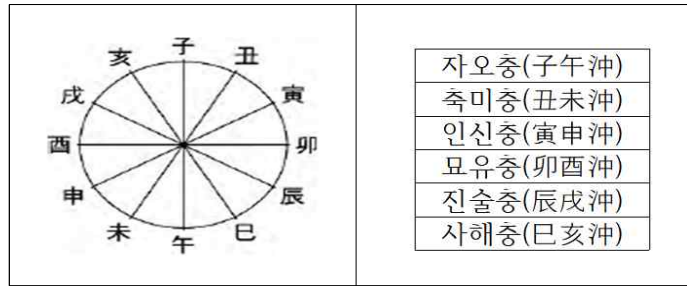 子
丑
寅
卯
辰
巳
午
未
申
酉
戌
亥
자오충(子午沖)
축미충(丑未沖)
인신충(寅申沖)
묘유충(卯酉沖)
진술충(辰戌沖)
사해충(巳亥沖)